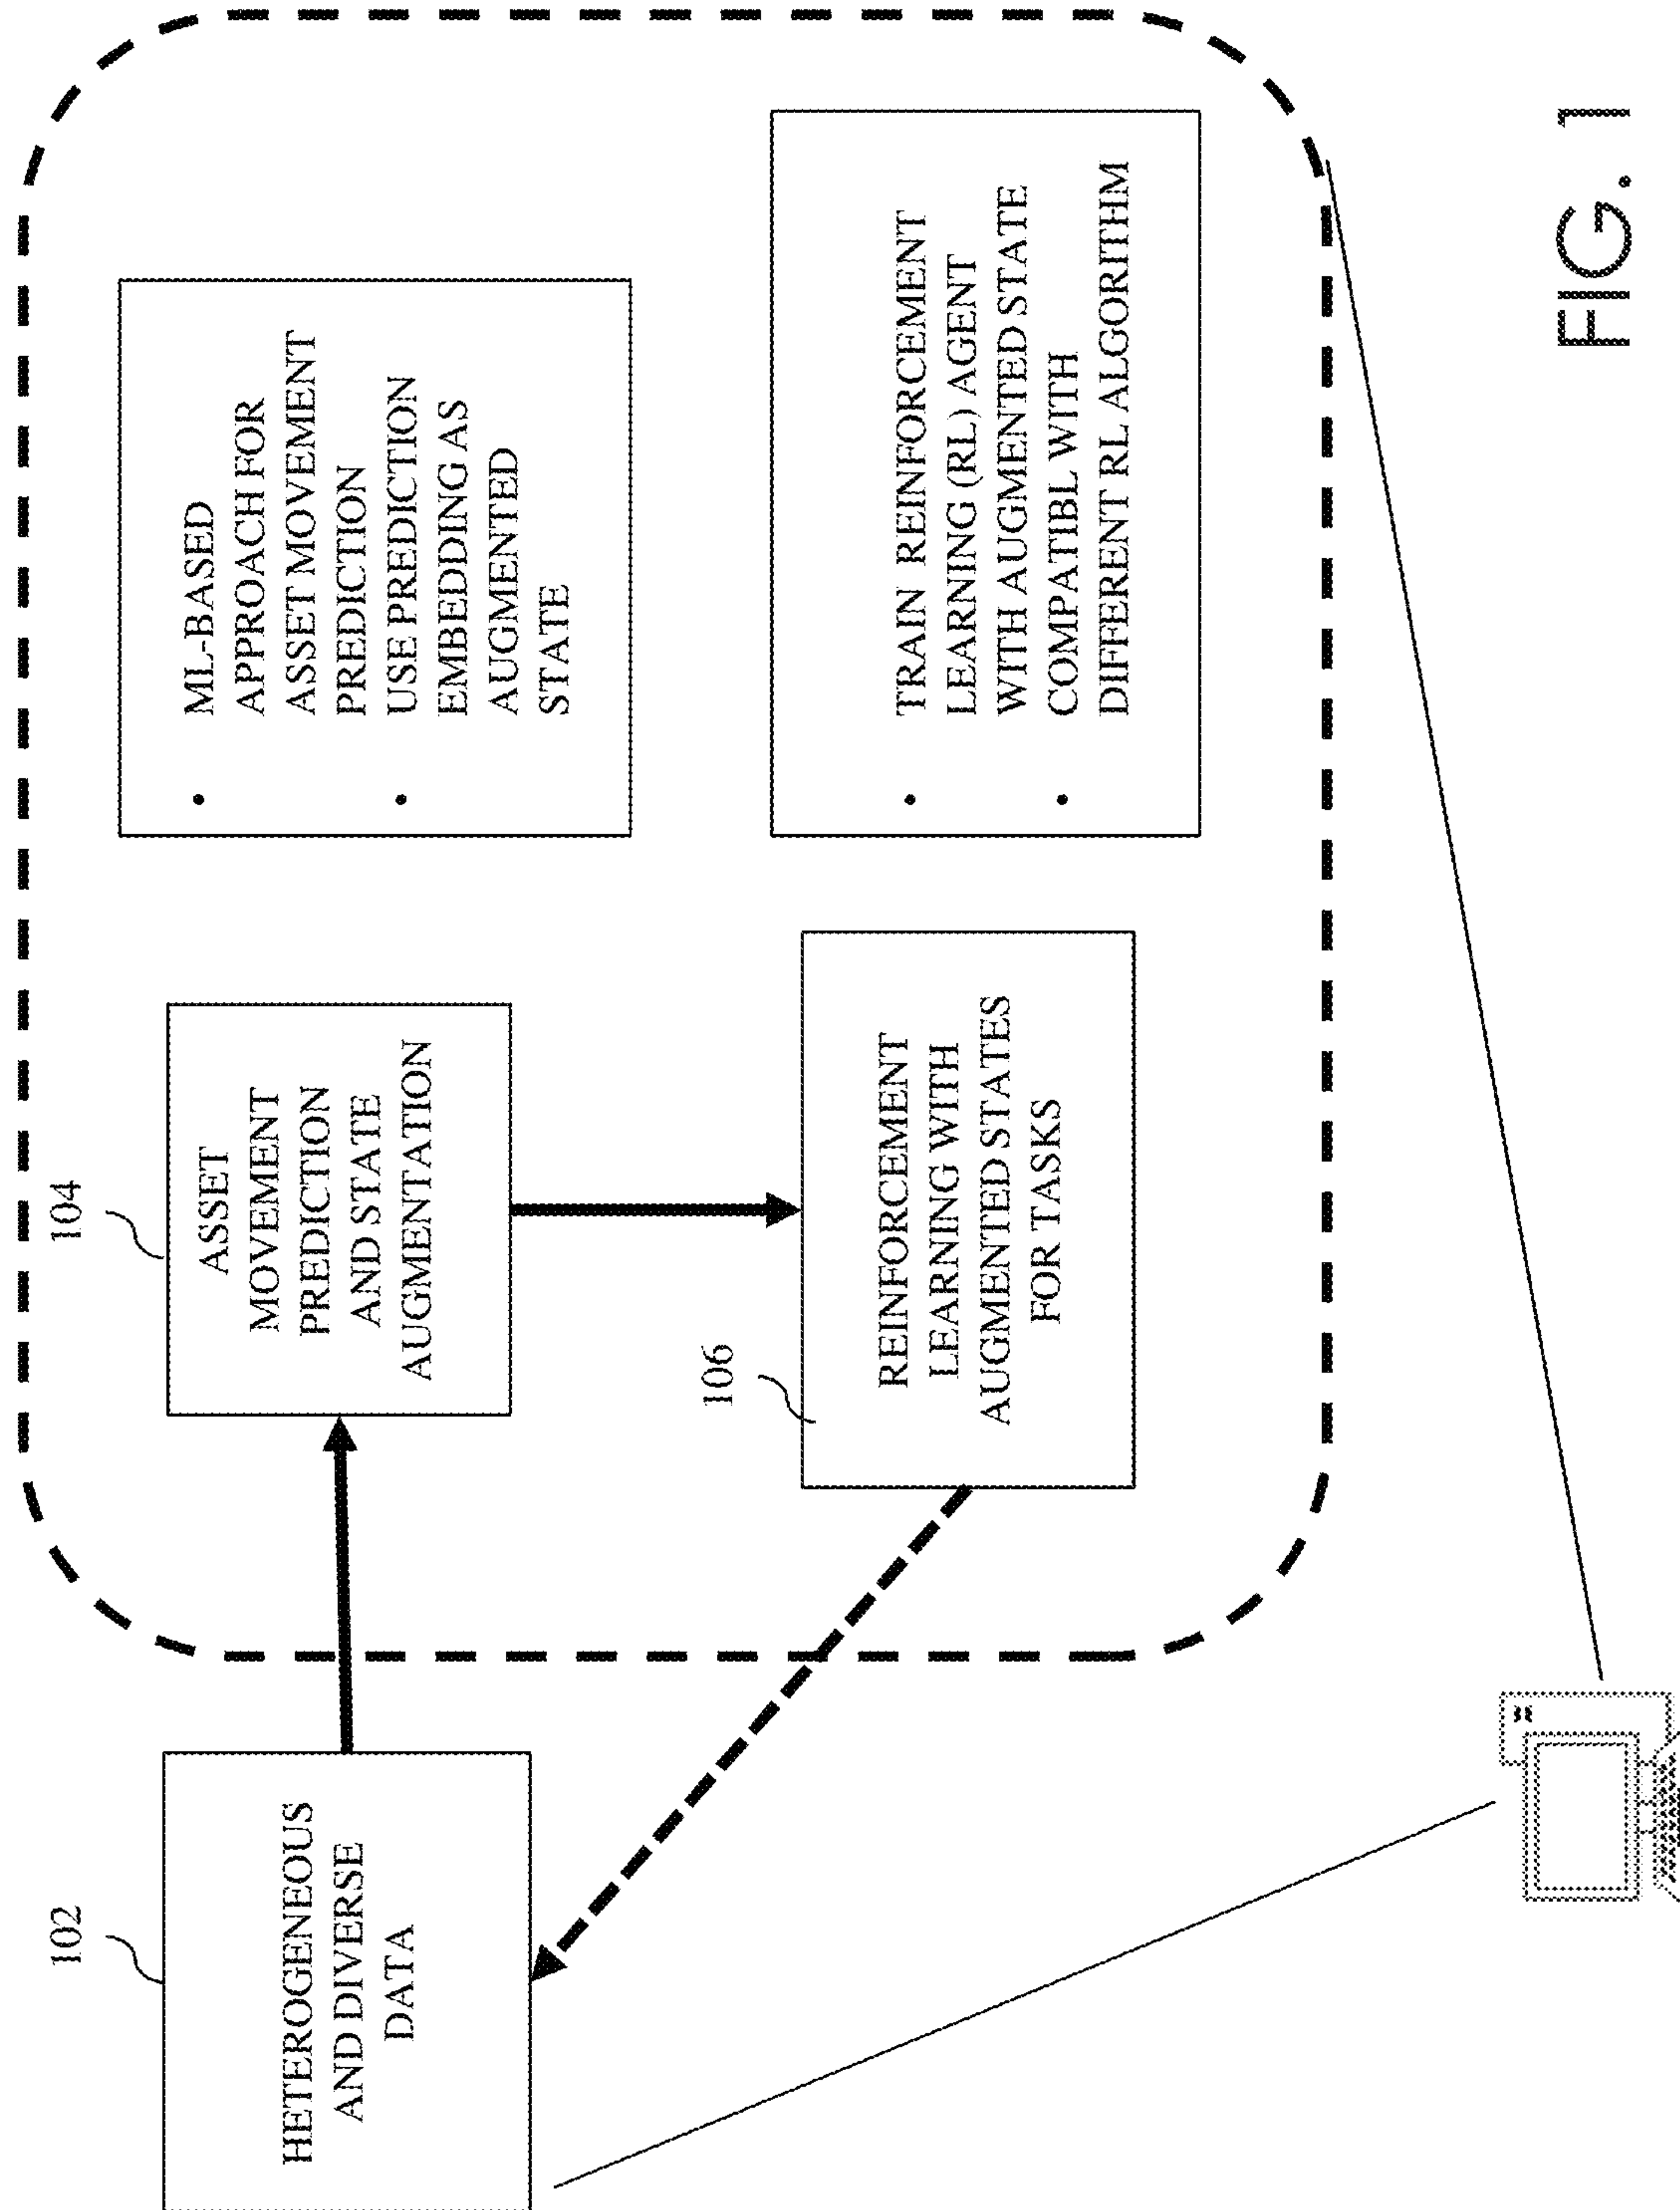 102
HETEROGENEOUS
AND DIVERSE
DATA
104
ASSET
MOVEMENT
PREDICTION
AND STATE
AUGMENTATION
• ML-BASED
APPROACH FOR
ASSET MOVEMENT
PREDICTION
• USE PREDICTION
EMBEDDING AS
AUGMENTED
STATE
106
REINFORCEMENT
LEARNING WITH
AUGMENTED STATES
FOR TASKS
• TRAIN REINFORCEMENT
LEARNING (RL) AGENT
WITH AUGMENTED STATE
• COMPATIBL WITH
DIFFERENT RL ALGORITHM
FIG. 1